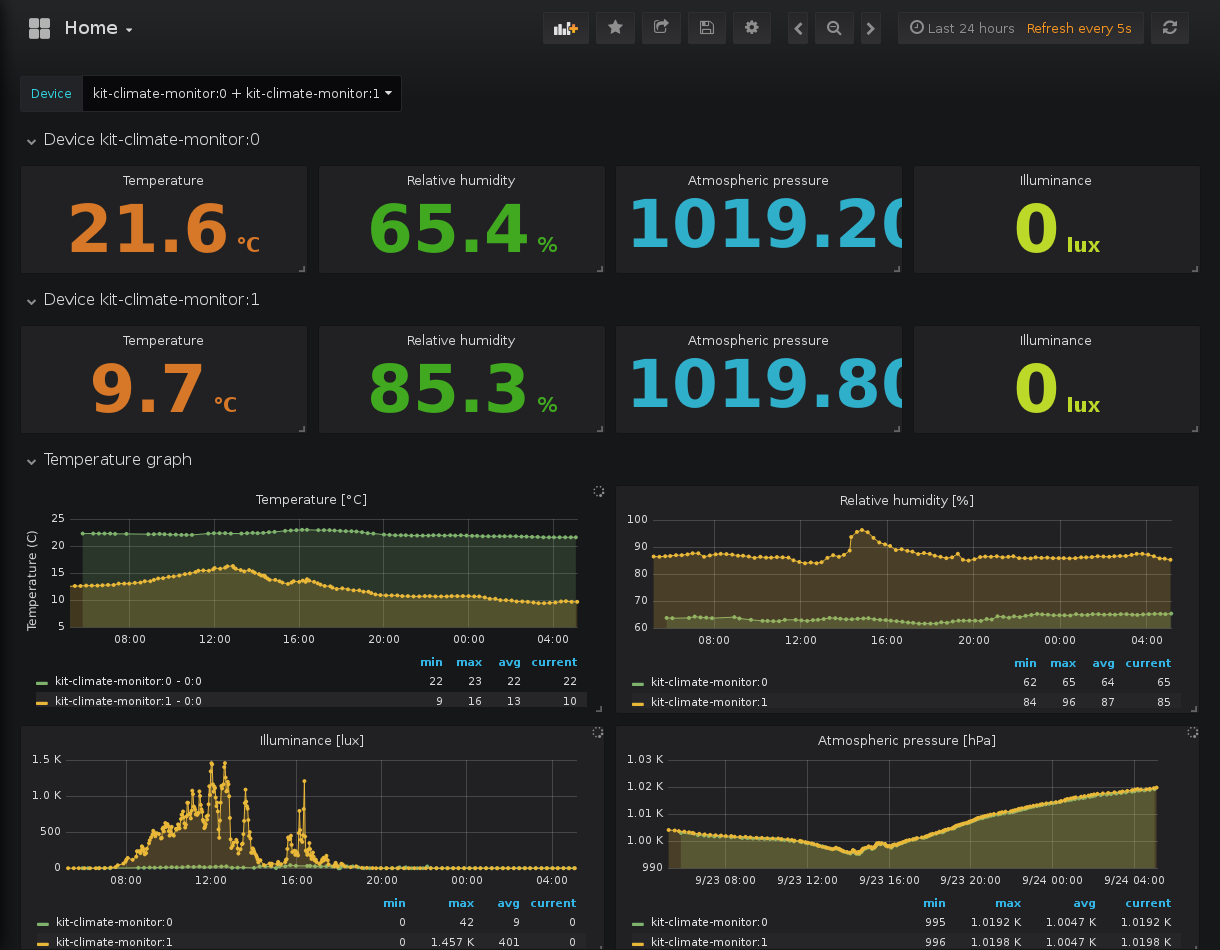 Home
Last 24 hours Refresh every 5s
Device kit-climate-monitor:0 + kit-climate-monitor:1
Device kit-climate-monitor:0
Temperature Relative humidity Atmospheric pressure Illuminance
21.6 °C 65.4 % 1019.20 0 lux
Device kit-climate-monitor:1
Temperature Relative humidity Atmospheric pressure Illuminance
9.7 °C 85.3 % 1019.80 0 lux
Temperature graph
Temperature [°C]
Temperature (C)
25
20
15
10
5
08:00 12:00 16:00 20:00 00:00 04:00
min max avg current
kit-climate-monitor:0 - 0:0 22 23 22 22
kit-climate-monitor:1 - 0:0 9 16 13 10
Relative humidity [%]
100
90
80
70
60
08:00 12:00 16:00 20:00 00:00 04:00
min max avg current
kit-climate-monitor:0 62 65 64 65
kit-climate-monitor:1 84 96 87 85
Illuminance [lux]
1.5 K
1.0 K
500
0
08:00 12:00 16:00 20:00 00:00 04:00
min max avg current
kit-climate-monitor:0 0 42 9 0
kit-climate-monitor:1 0 1.457 K 401 0
Atmospheric pressure [hPa]
1.03 K
1.02 K
1.01 K
1.00 K
990
9/23 08:00 9/23 12:00 9/23 16:00 9/23 20:00 9/24 00:00 9/24 04:00
min max avg current
kit-climate-monitor:0 995 1.0192 K 1.0047 K 1.0192 K
kit-climate-monitor:1 996 1.0198 K 1.0048 K 1.0198 K